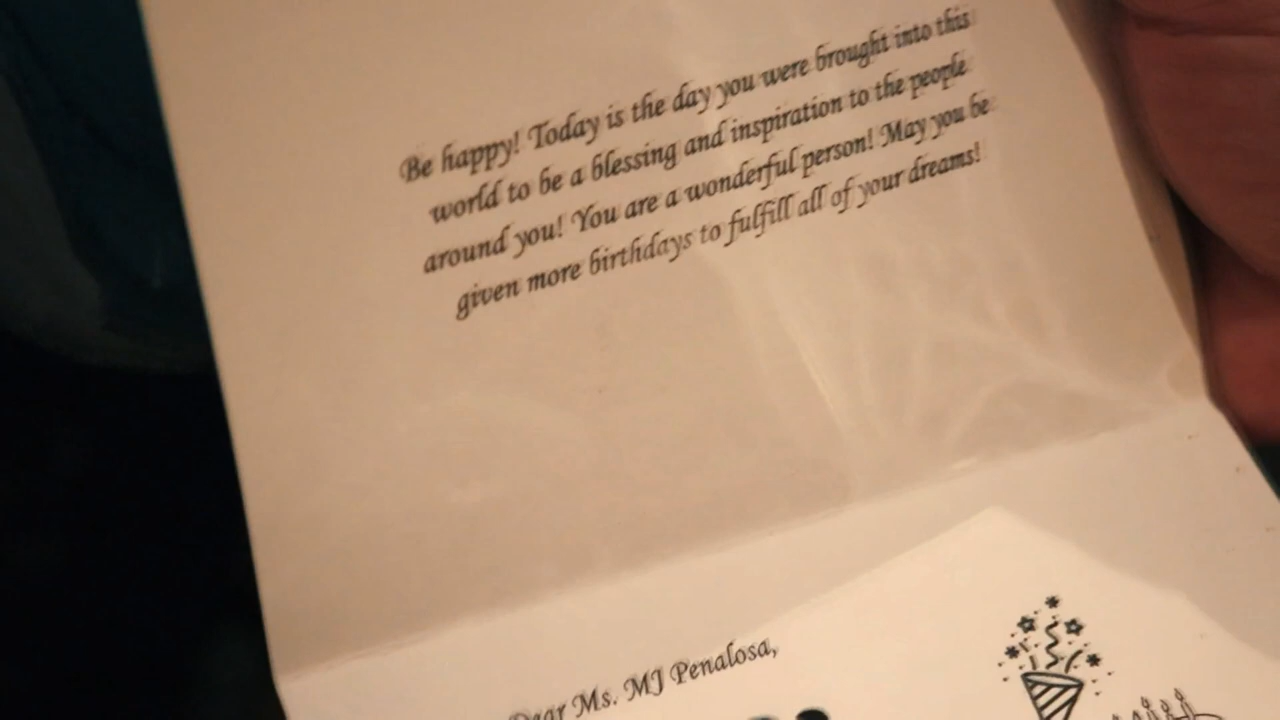 Be happy! Today is the day you were brought into this
world to be a blessing and inspiration to the people
around you! You are a wonderful person! May you be
given more birthdays to fulfill all of your dreams!
Dear Ms. MJ Penalosa,